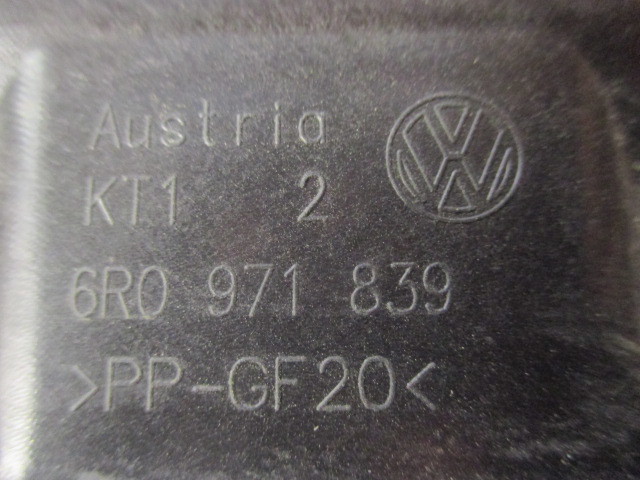 Austria
KT1 2
6R0 971 839
>PP-GF20<